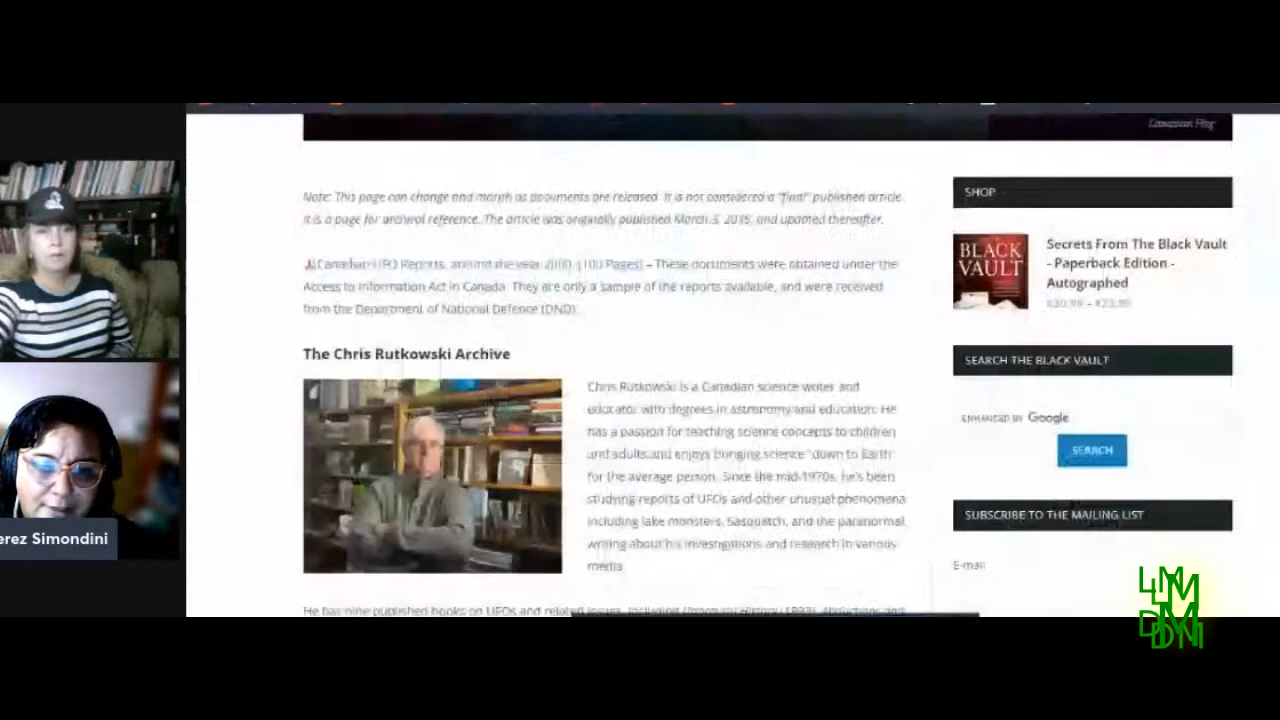 Canadian Flag
Note: This page can change and morph as documents are released. It is not considered a "final" published article.
It is a page for archival reference. The article was originally published March 3, 2015, and updated thereafter.
Canadian UFO Reports, around the year 2000 [100 Pages] – These documents were obtained under the
Access to Information Act in Canada. They are only a sample of the reports available, and were received
from the Department of National Defence (DND).
The Chris Rutkowski Archive
Chris Rutkowski is a Canadian science writer and
educator with degrees in astronomy and education. He
has a passion for teaching science concepts to children
and adults and enjoys bringing science "down to Earth"
for the average person. Since the mid-1970s, he's been
studying reports of UFOs and other unusual phenomena
including lake monsters, Sasquatch, and the paranormal
writing about his investigations and research in various
media.
He has nine published books on UFOs and related issues, including Unnatural History (1993), Abductions and
SHOP
BLACK
VAULT
Secrets From The Black Vault
- Paperback Edition -
Autographed
SEARCH THE BLACK VAULT
ENHANCED BY Google
SEARCH
SUBSCRIBE TO THE MAILING LIST
E-mail
erez Simondini